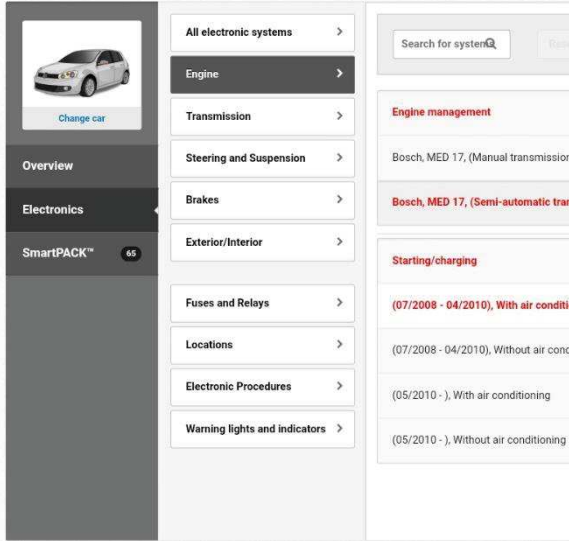 Change car
Overview
Electronics
SmartPACK™ 65
All electronic systems
Engine
Transmission
Steering and Suspension
Brakes
Exterior/Interior
Fuses and Relays
Locations
Electronic Procedures
Warning lights and indicators
Search for system
Engine management
Bosch, MED 17, (Manual transmission
Bosch, MED 17, (Semi-automatic
Starting/charging
(07/2008 - 04/2010), With air
(07/2008 - 04/2010), Without air
(05/2010 - ), With air conditioning
(05/2010 - ), Without air conditioning